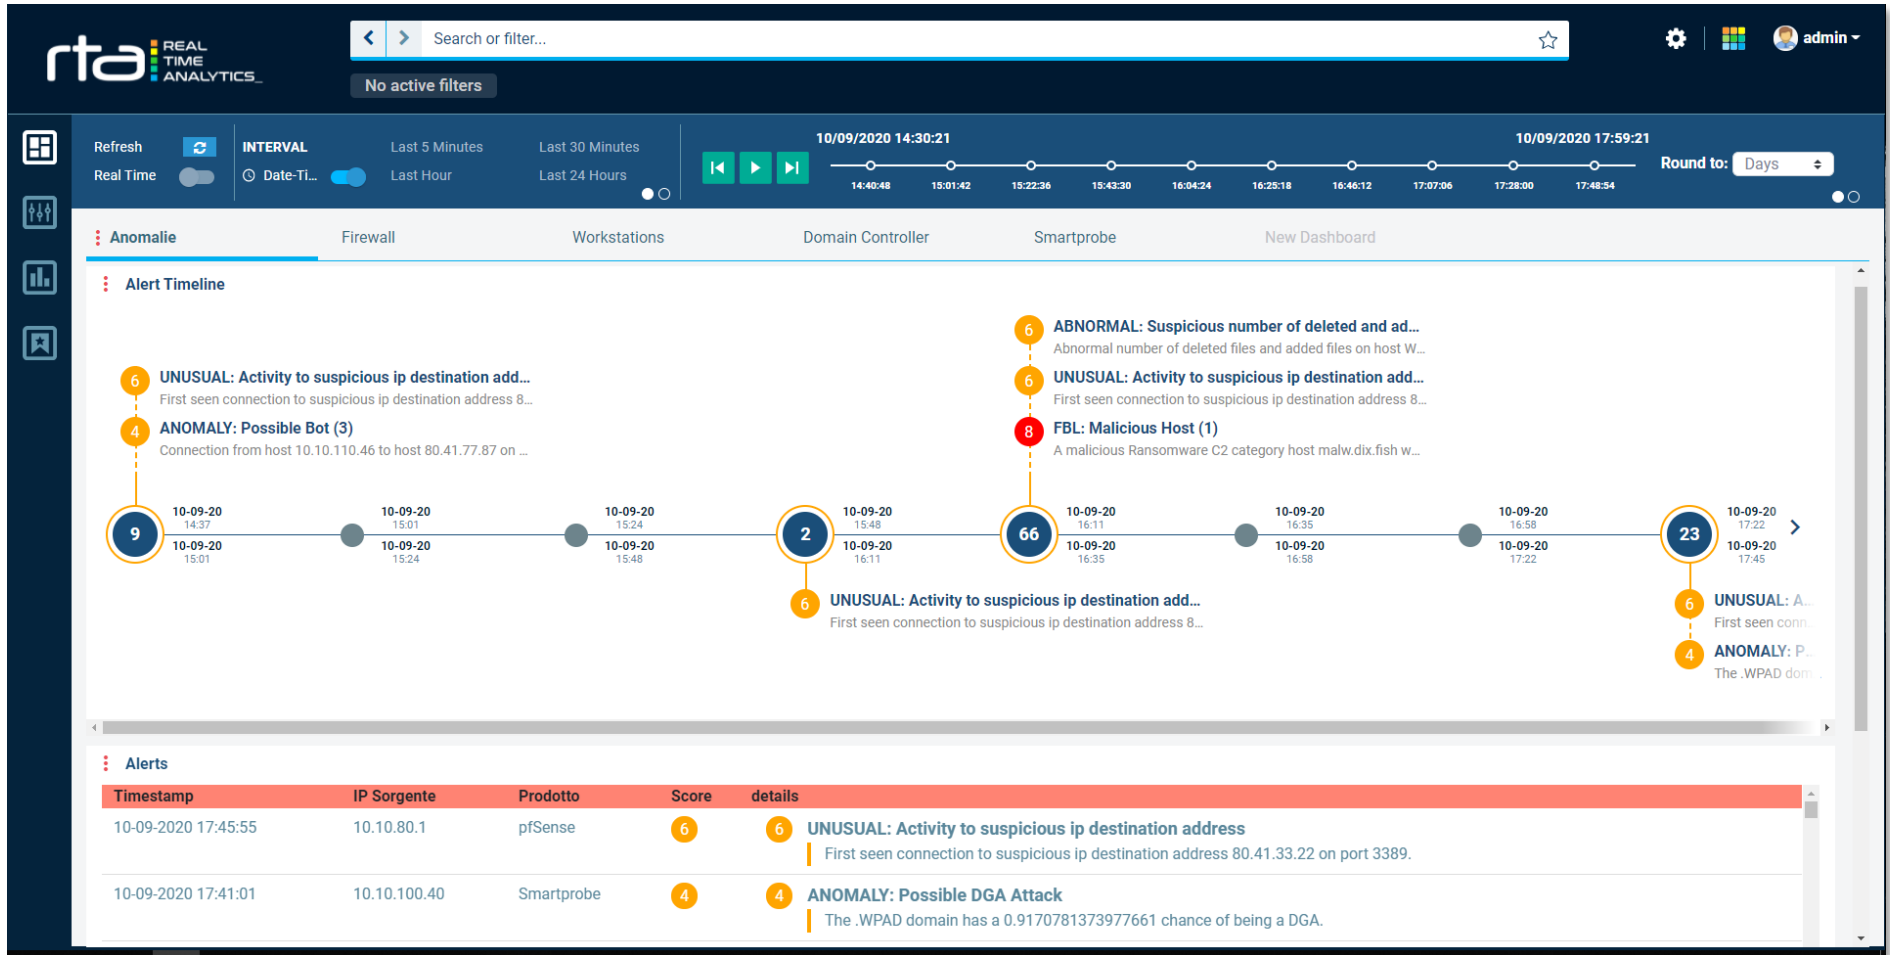 rta REAL TIME ANALYTICS_
Search or filter...
admin
No active filters
Refresh
Real Time
INTERVAL
Date-Ti...
Last 5 Minutes
Last 30 Minutes
Last Hour
Last 24 Hours
10/09/2020 14:30:21
10/09/2020 17:59:21
14:40:48 15:01:42 15:22:36 15:43:30 16:04:24 16:25:18 16:46:12 17:07:06 17:28:00 17:48:54
Round to: Days
Anomalie Firewall Workstations Domain Controller Smartprobe New Dashboard
Alert Timeline
6 UNUSUAL: Activity to suspicious ip destination add...
First seen connection to suspicious ip destination address 8...
4 ANOMALY: Possible Bot (3)
Connection from host 10.10.110.46 to host 80.41.77.87 on ...
6 ABNORMAL: Suspicious number of deleted and ad...
Abnormal number of deleted files and added files on host W...
6 UNUSUAL: Activity to suspicious ip destination add...
First seen connection to suspicious ip destination address 8...
8 FBL: Malicious Host (1)
A malicious Ransomware C2 category host malw.dix.fish w...
9
10-09-20
14:37
10-09-20
15:01
10-09-20
15:01
10-09-20
15:24
10-09-20
15:24
10-09-20
15:48
2
10-09-20
15:48
10-09-20
16:11
66
10-09-20
16:11
10-09-20
16:35
10-09-20
16:35
10-09-20
16:58
10-09-20
16:58
10-09-20
17:22
23
10-09-20
17:22
10-09-20
17:45
6 UNUSUAL: Activity to suspicious ip destination add...
First seen connection to suspicious ip destination address 8...
6 UNUSUAL: A...
First seen conn...
4 ANOMALY: P...
The .WPAD dom...
Alerts
Timestamp IP Sorgente Prodotto Score details
10-09-2020 17:45:55 10.10.80.1 pfSense 6 6 UNUSUAL: Activity to suspicious ip destination address
First seen connection to suspicious ip destination address 80.41.33.22 on port 3389.
10-09-2020 17:41:01 10.10.100.40 Smartprobe 4 4 ANOMALY: Possible DGA Attack
The .WPAD domain has a 0.9170781373977661 chance of being a DGA.